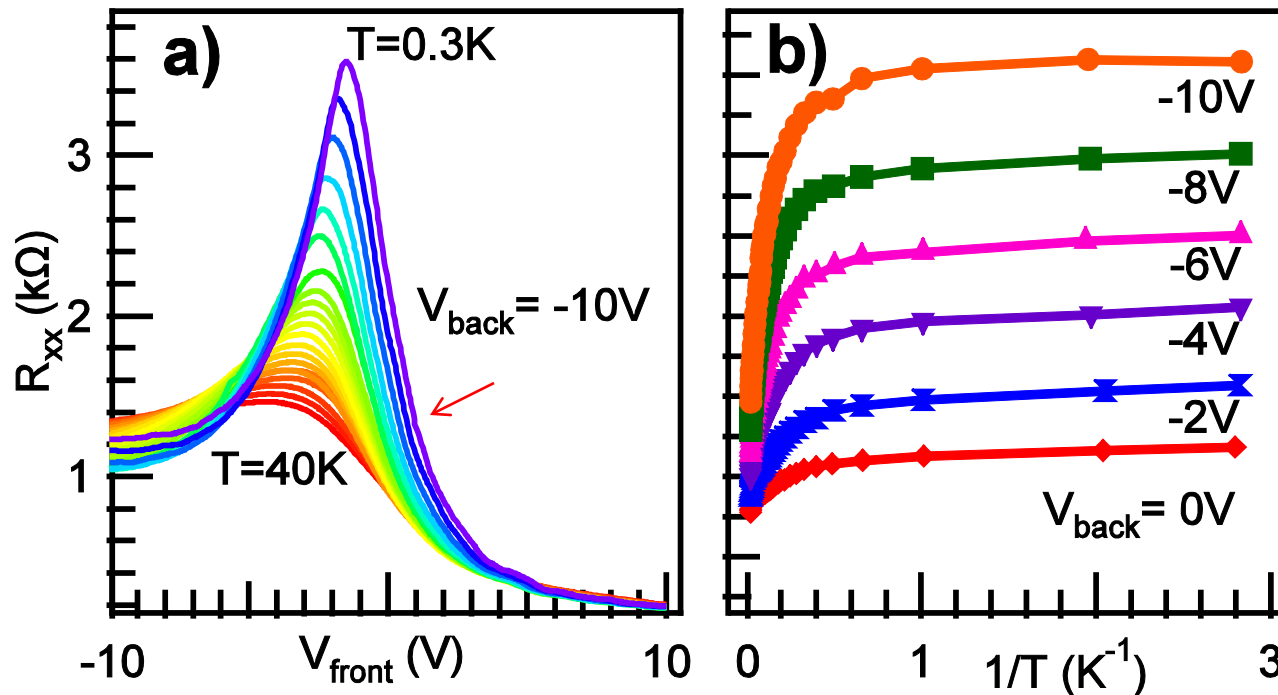 a)
T=0.3K
3
2
1
R_xx (kΩ)
V_back= -10V
T=40K
-10
V_front (V)
10
b)
-10V
-8V
-6V
-4V
-2V
V_back= 0V
0
1
1/T (K^-1)
3